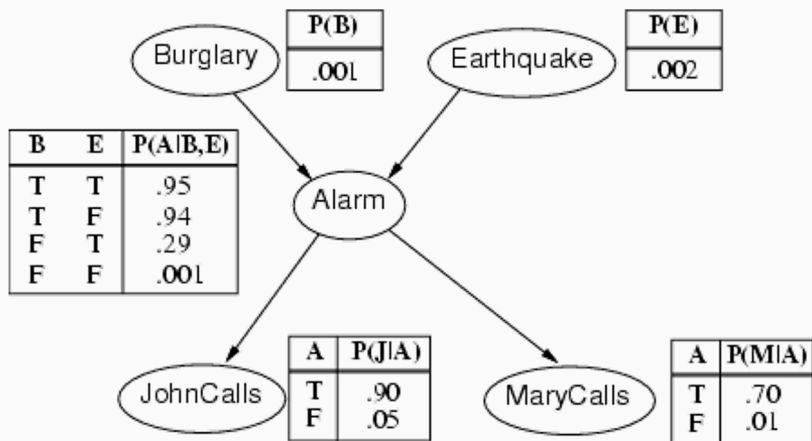 P(B)
.001
Burglary
P(E)
.002
Earthquake
B E P(A|B,E)
T T .95
T F .94
F T .29
F F .001
Alarm
JohnCalls
A P(J|A)
T .90
F .05
MaryCalls
A P(M|A)
T .70
F .01